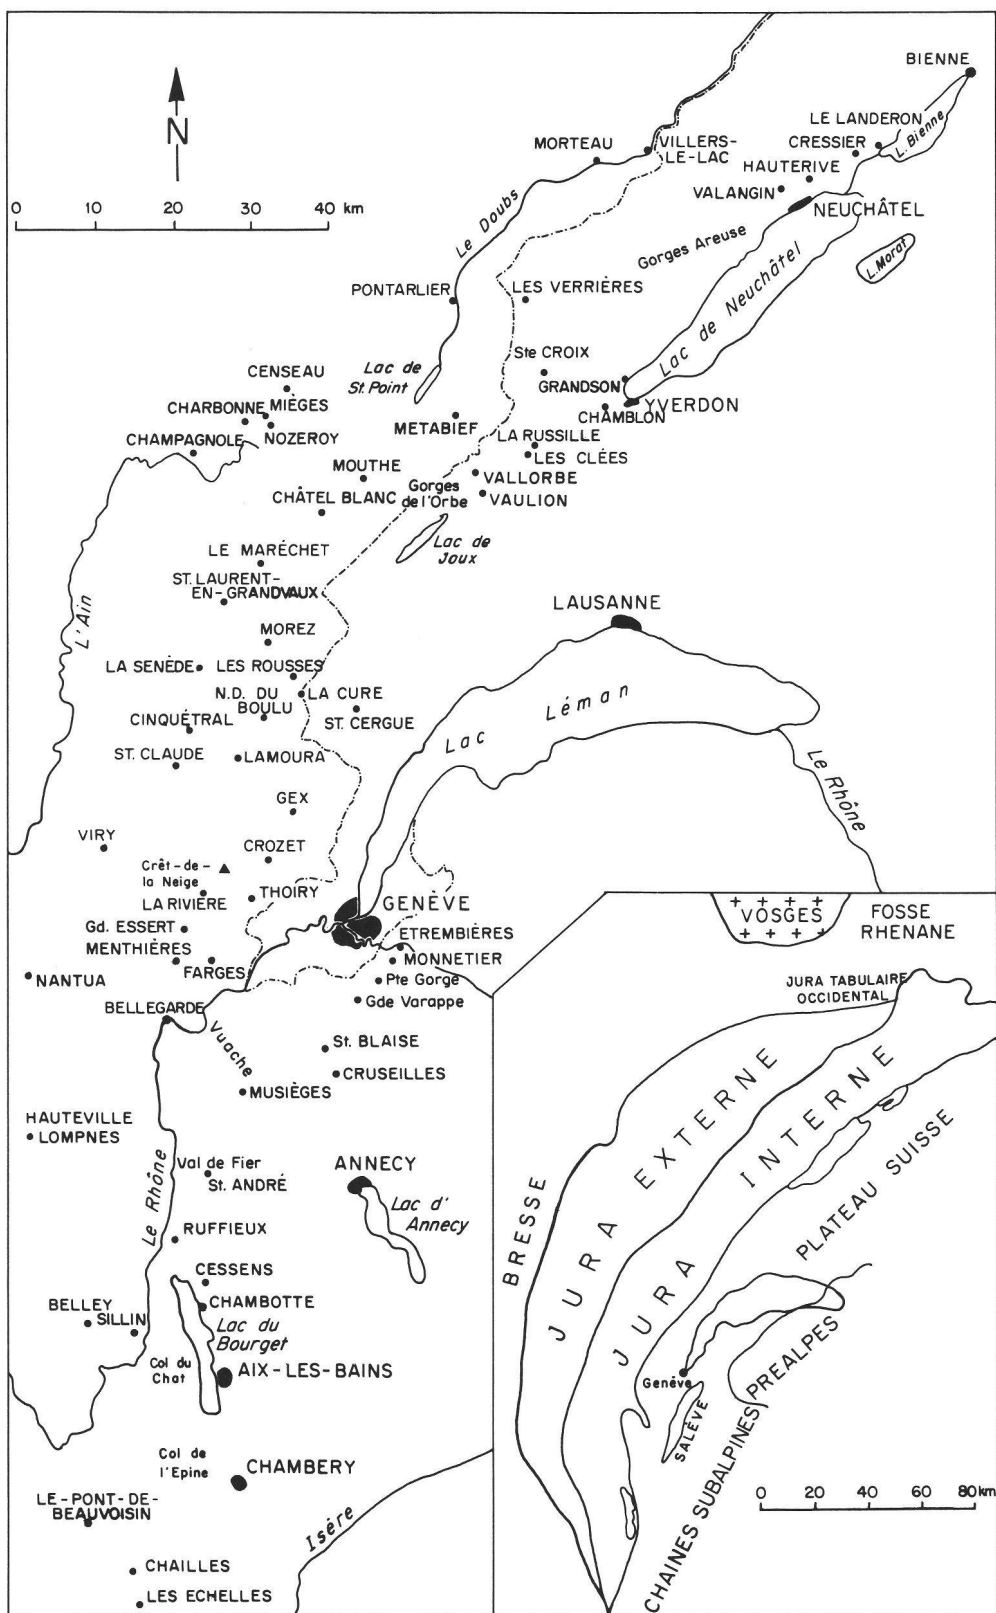 BIENNE
LE LANDERON
CRESSIER
L. Bienne
HAUTERIVE
VALANGIN
NEUCHÂTEL
MORTEAU
VILLERS-
LE-LAC
N
0 10 20 30 40 km
Le Doubs
Gorges Areuse
L. Morat
Lac de Neuchâtel
PONTARLIER
LES VERRIÈRES
Ste CROIX
Lac de
St. Point
GRANDSON
YVERDON
CHAMBLON
CENSEAU
CHARBONNE
MIÈGES
NOZEROY
CHAMPAGNOLE
METABIEF
LA RUSSILLE
LES CLÉES
MOUTHE
VALLORBE
Gorges
de l'Orbe
VAULION
CHÂTEL BLANC
Lac de
Joux
LE MARÉCHET
ST. LAURENT-
EN-GRANDVAUX
L'Ain
MOREZ
LAUSANNE
LA SENÈDE
LES ROUSSES
N.D. DU
BOULU
LA CURE
ST. CERGUE
CINQUÉTRAL
Lac Léman
ST. CLAUDE
LAMOURA
Le Rhône
GEX
VIRY
CROZET
Crêt-de-
la Neige
LA RIVIÈRE
THOIRY
GENÈVE
Gd. ESSERT
MENTHIÈRES
FARGES
NANTUA
ETREMBIÈRES
MONNETIER
Pte Gorge
Gde Varappe
BELLEGARDE
Vuache
St. BLAISE
CRUSEILLES
MUSIÈGES
HAUTEVILLE
LOMPNES
Le Rhône
Val de Fier
St. ANDRÉ
ANNECY
Lac d'
Annecy
RUFFIEUX
CESSENS
CHAMBOTTE
BELLEY
SILLIN
Lac du
Bourget
Col du
Chat
AIX-LES-BAINS
Col de
l'Epine
CHAMBERY
LE-PONT-DE-
BEAUVOISIN
Isère
CHAILLES
LES ECHELLES
VOSGES
FOSSE
RHENANE
JURA TABULAIRE
OCCIDENTAL
BRESSE
JURA EXTERNE
JURA INTERNE
PLATEAU SUISSE
Genève
SALÈVE
PREALPES
CHAINES SUBALPINES
0 20 40 60 80 km